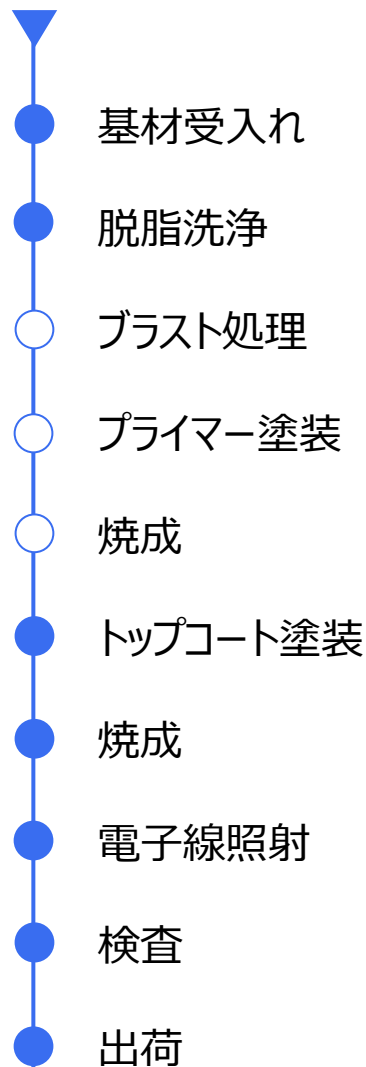 基材受入れ
脱脂洗浄
ブラスト処理
プライマー塗装
焼成
トップコート塗装
焼成
電子線照射
検査
出荷